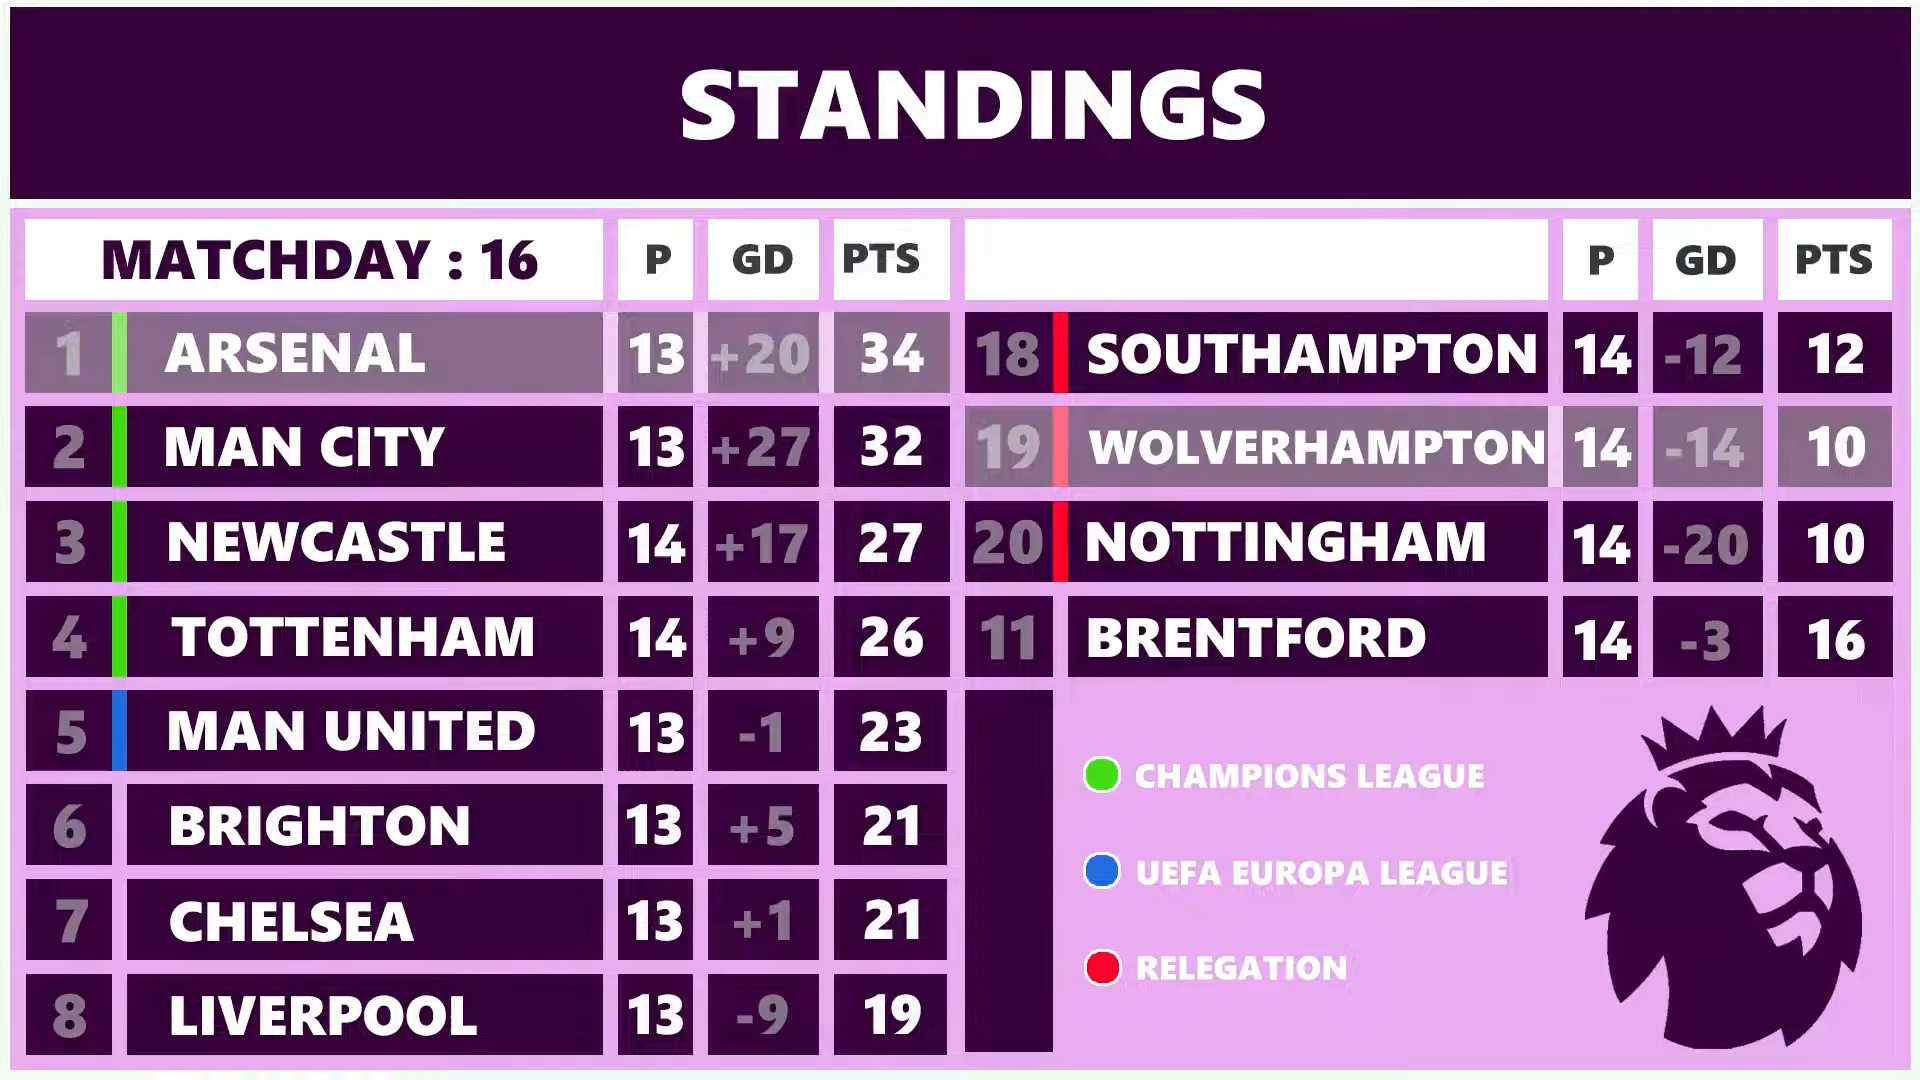 STANDINGS
MATCHDAY : 16 P GD PTS
1 ARSENAL 13 +20 34
2 MAN CITY 13 +27 32
3 NEWCASTLE 14 +17 27
4 TOTTENHAM 14 +9 26
5 MAN UNITED 13 -1 23
6 BRIGHTON 13 +5 21
7 CHELSEA 13 +1 21
8 LIVERPOOL 13 -9 19
P GD PTS
18 SOUTHAMPTON 14 -12 12
19 WOLVERHAMPTON 14 -14 10
20 NOTTINGHAM 14 -20 10
11 BRENTFORD 14 -3 16
CHAMPIONS LEAGUE
UEFA EUROPA LEAGUE
RELEGATION